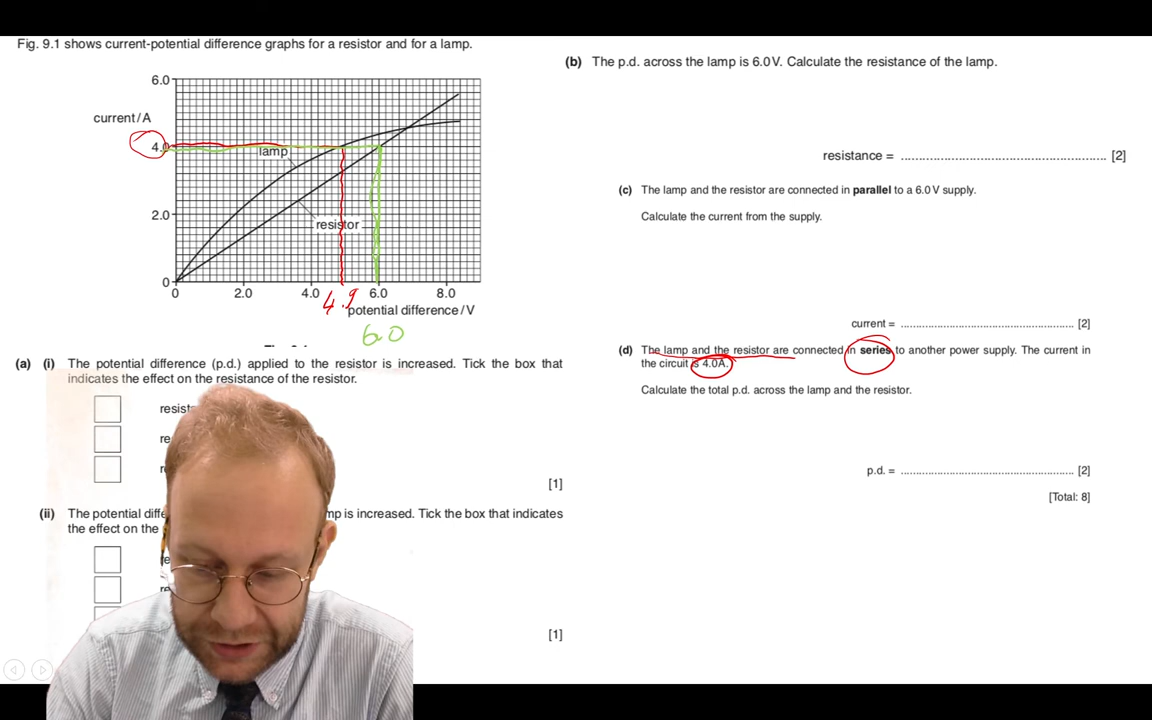 Fig. 9.1 shows current-potential difference graphs for a resistor and for a lamp.
6.0
current/A
4.0
lamp
2.0
resistor
0
0 2.0 4.0 6.0 8.0
4.9
potential difference/V
6.0
(a) (i) The potential difference (p.d.) applied to the resistor is increased. Tick the box that
indicates the effect on the resistance of the resistor.
[1]
(ii) The potential
is increased. Tick the box that indicates
the effect on the
[1]
(b) The p.d. across the lamp is 6.0V. Calculate the resistance of the lamp.
resistance = ........................................................ [2]
(c) The lamp and the resistor are connected in parallel to a 6.0V supply.
Calculate the current from the supply.
current = ........................................................ [2]
(d) The lamp and the resistor are connected in series to another power supply. The current in
the circuit is 4.0A.
Calculate the total p.d. across the lamp and the resistor.
p.d. = ........................................................ [2]
[Total: 8]